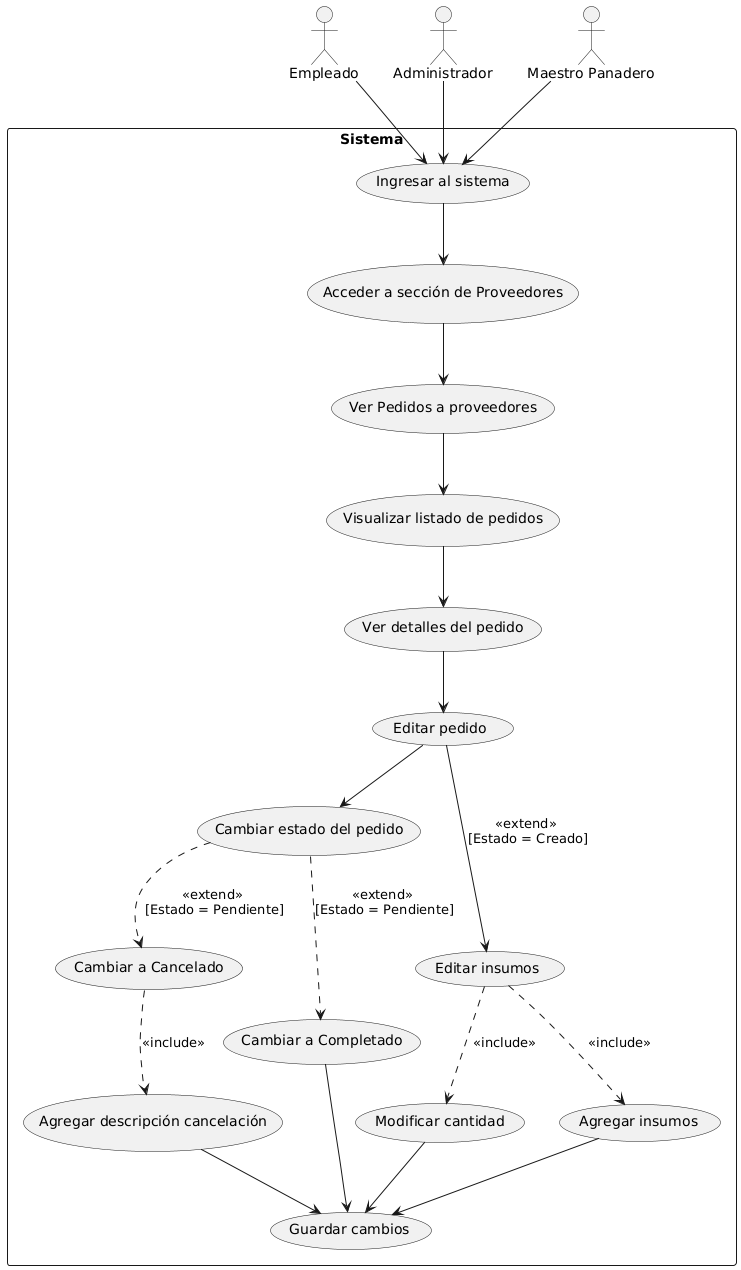 Empleado
Administrador
Maestro Panadero
Sistema
Ingresar al sistema
Acceder a sección de Proveedores
Ver Pedidos a proveedores
Visualizar listado de pedidos
Ver detalles del pedido
Editar pedido
Cambiar estado del pedido
«extend»
[Estado = Creado]
«extend»
[Estado = Pendiente]
«extend»
[Estado = Pendiente]
Cambiar a Cancelado
Editar insumos
Cambiar a Completado
«include»
«include»
«include»
Agregar descripción cancelación
Modificar cantidad
Agregar insumos
Guardar cambios